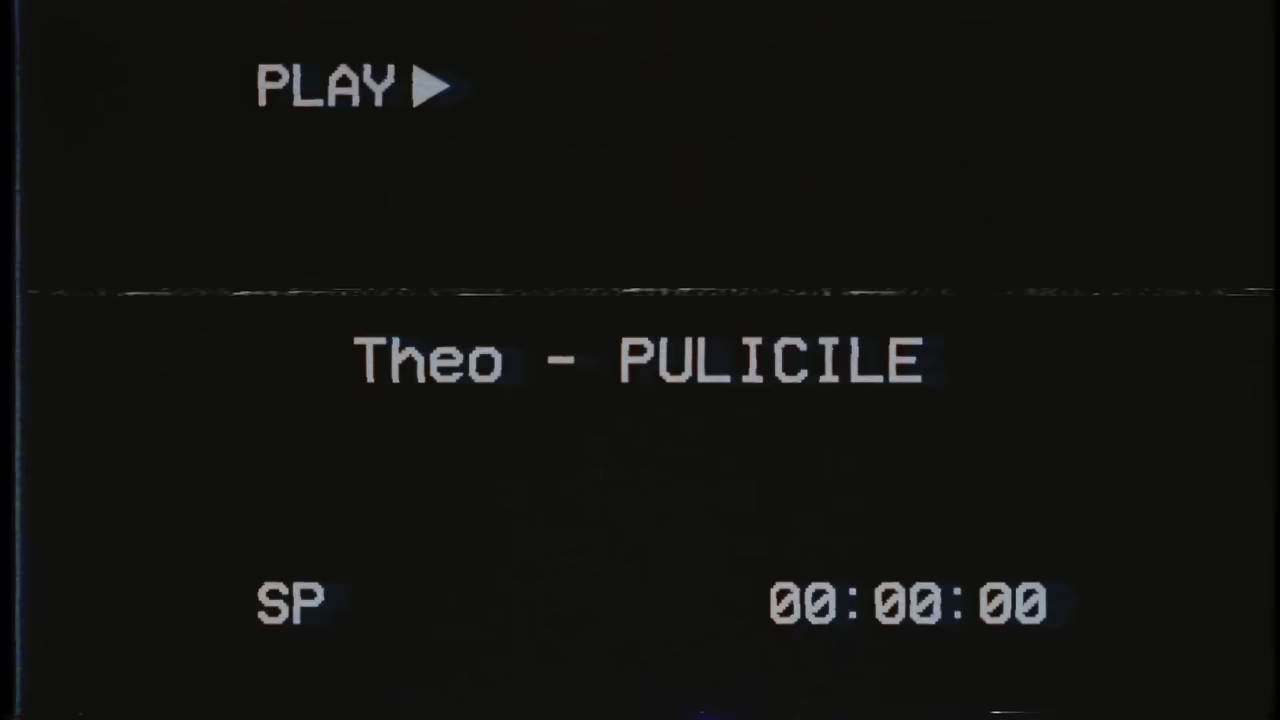 PLAY ▶
Theo - PULICILE
SP 00:00:00